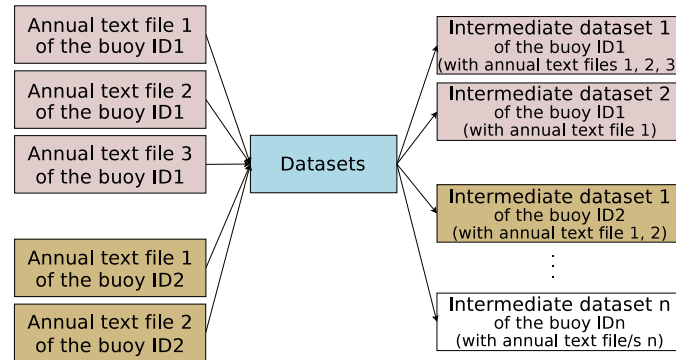 Annual text file 1
of the buoy ID1
Annual text file 2
of the buoy ID1
Annual text file 3
of the buoy ID1
Annual text file 1
of the buoy ID2
Annual text file 2
of the buoy ID2
Datasets
Intermediate dataset 1
of the buoy ID1
(with annual text files 1, 2, 3)
Intermediate dataset 2
of the buoy ID1
(with annual text file 1)
Intermediate dataset 1
of the buoy ID2
(with annual text file 1, 2)
Intermediate dataset n
of the buoy IDn
(with annual text file/s n)